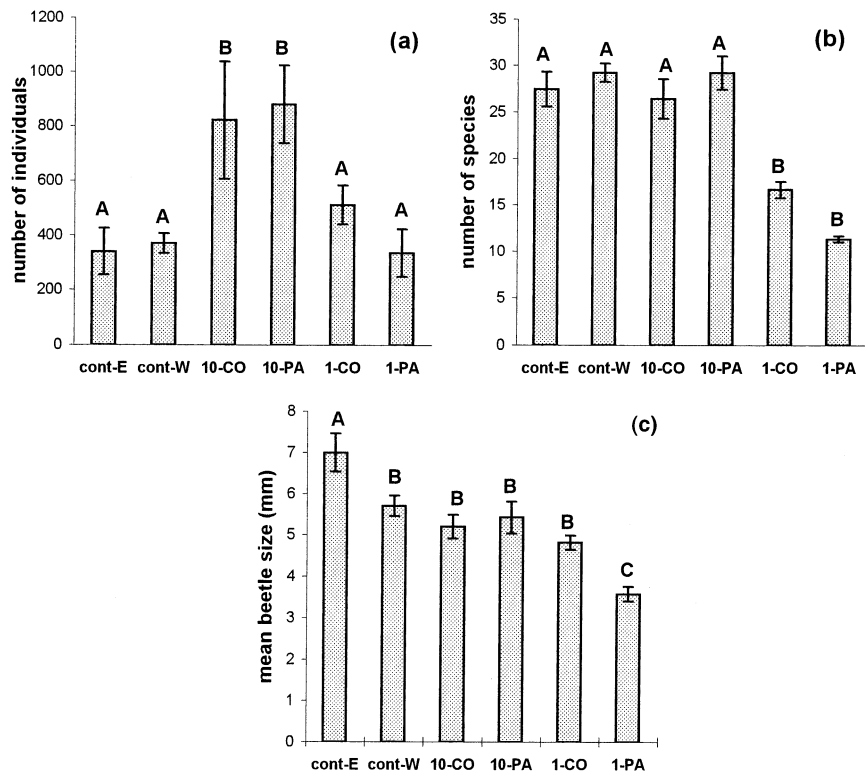 (a)
number of individuals
1200
1000
800
600
400
200
0
A
A
B
B
A
A
cont-E cont-W 10-CO 10-PA 1-CO 1-PA
(b)
number of species
35
30
25
20
15
10
5
0
A
A
A
A
B
B
cont-E cont-W 10-CO 10-PA 1-CO 1-PA
(c)
mean beetle size (mm)
8
7
6
5
4
3
2
1
0
A
B
B
B
B
C
cont-E cont-W 10-CO 10-PA 1-CO 1-PA